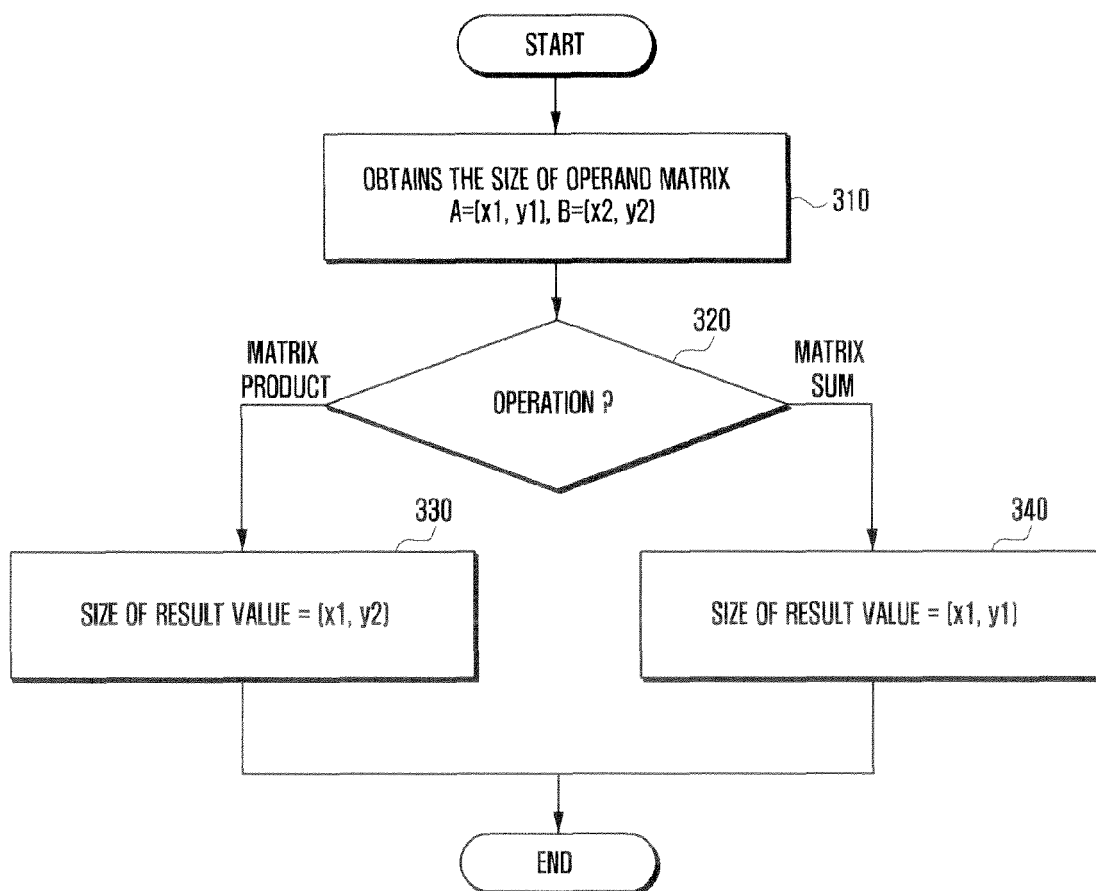 START
OBTAINS THE SIZE OF OPERAND MATRIX
A=(x1, y1), B=(x2, y2)
310
320
MATRIX
PRODUCT
OPERATION ?
MATRIX
SUM
330
SIZE OF RESULT VALUE = (x1, y2)
340
SIZE OF RESULT VALUE = (x1, y1)
END